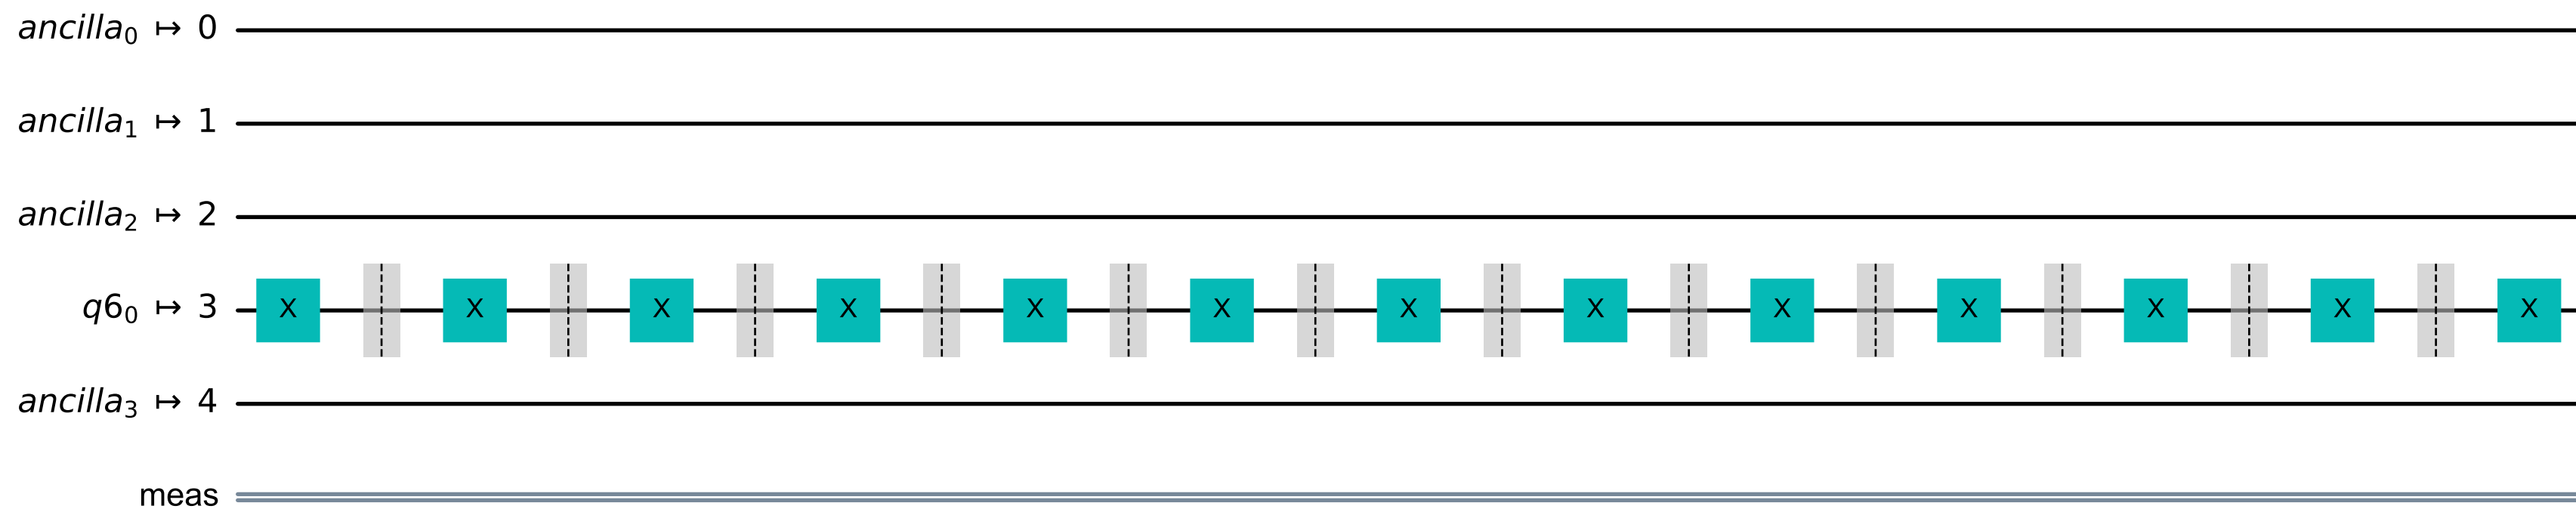 ancilla₀ ↦ 0
ancilla₁ ↦ 1
ancilla₂ ↦ 2
q6₀ ↦ 3 X X X X X X X X X X X X X
ancilla₃ ↦ 4
meas